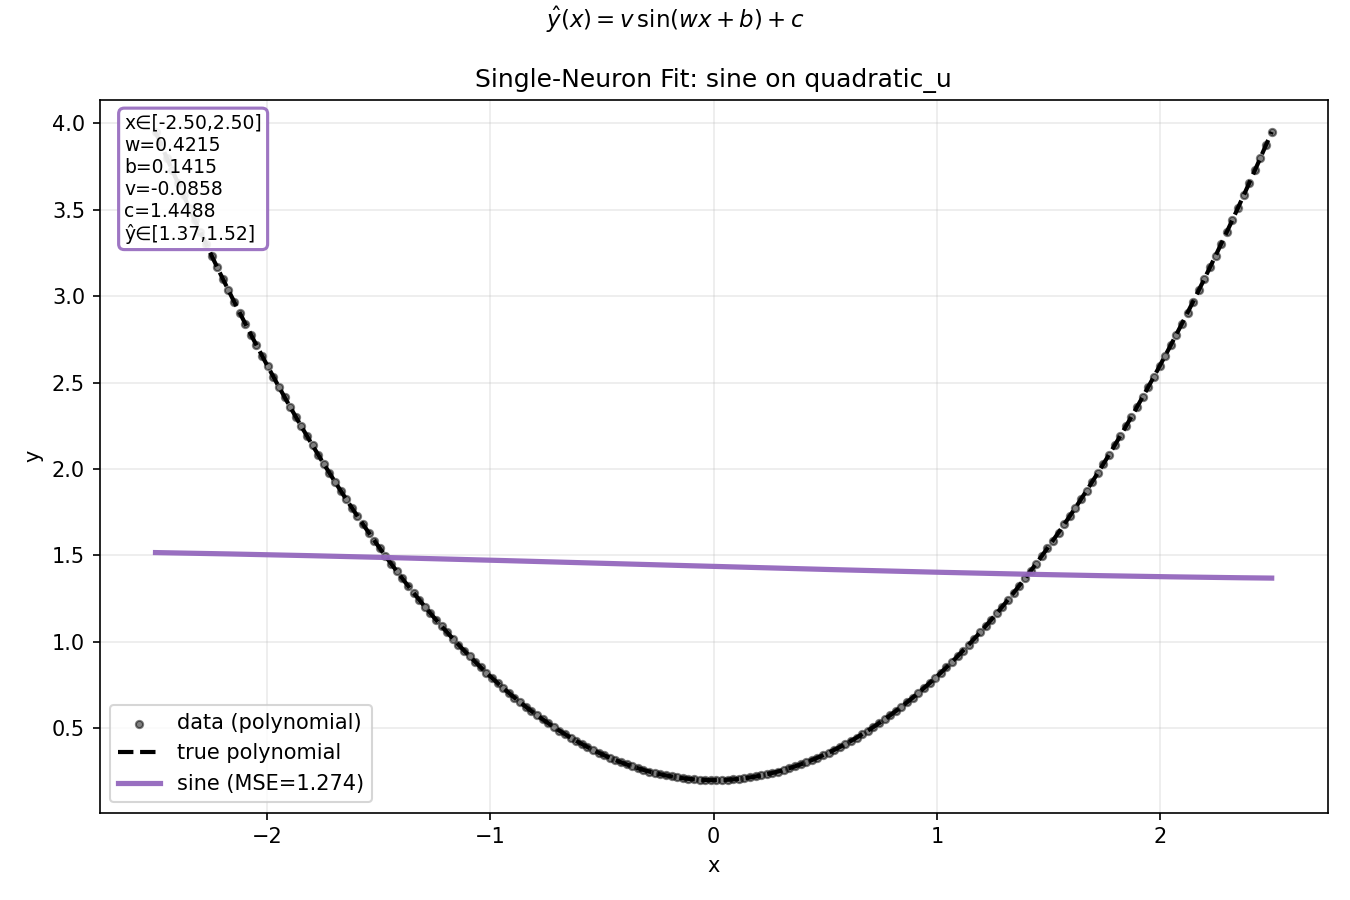 ŷ(x) = v sin(wx + b) + c
Single-Neuron Fit: sine on quadratic_u
x∈[-2.50,2.50]
w=0.4215
b=0.1415
v=-0.0858
c=1.4488
ŷ∈[1.37,1.52]
4.0
3.5
3.0
2.5
2.0
1.5
1.0
0.5
y
data (polynomial)
true polynomial
sine (MSE=1.274)
−2
−1
0
1
2
x